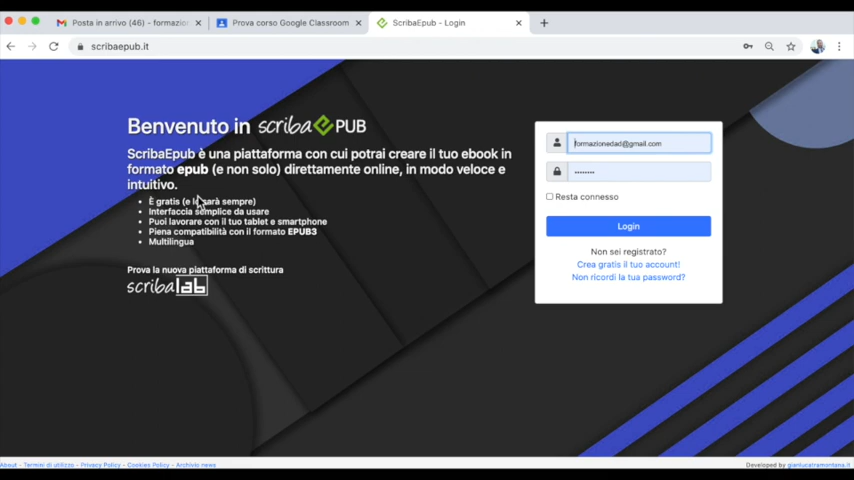 Posta in arrivo (46) - formazion
Prova corso Google Classroom
ScribaEpub - Login
scribaepub.it
Benvenuto in scribaePUB
ScribaEpub è una piattaforma con cui potrai creare il tuo ebook in
formato epub (e non solo) direttamente online, in modo veloce e
intuitivo.
È gratis (e lo sarà sempre)
Interfaccia semplice da usare
Puoi lavorare con il tuo tablet e smartphone
Piena compatibilità con il formato EPUB3
Multilingua
Prova la nuova piattaforma di scrittura
scribalab
formazionedad@gmail.com
Resta connesso
Login
Non sei registrato?
Crea gratis il tuo account!
Non ricordi la tua password?
About - Termini di utilizzo - Privacy Policy - Cookies Policy - Archivio news
Developed by gianlucatramontana.it